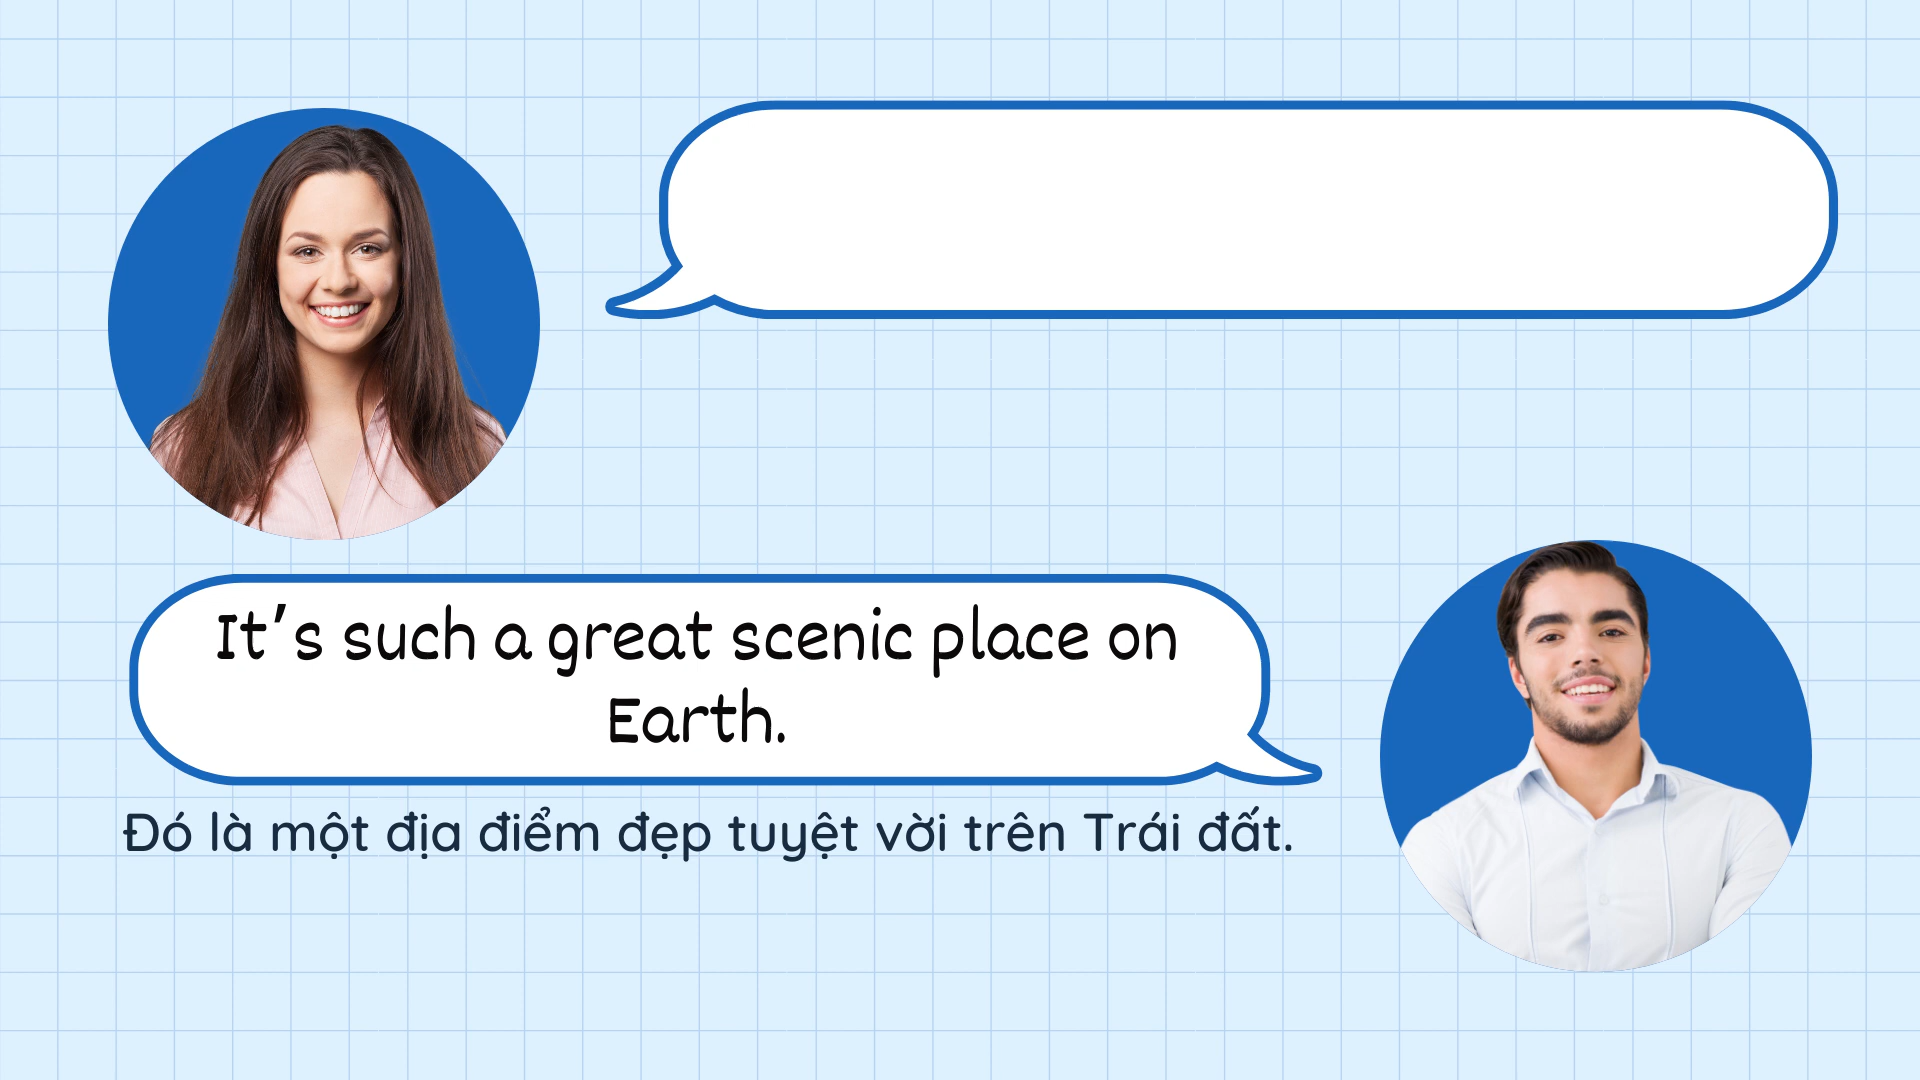 It's such a great scenic place on
Earth.
Đó là một địa điểm đẹp tuyệt vời trên Trái đất.